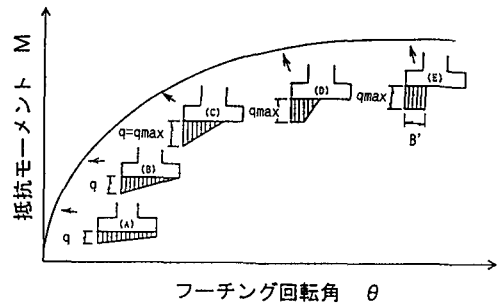 抵抗モーメント M
(E)
qmax
B'
(D)
qmax
(C)
q=qmax
(B)
q
(A)
q
フーチング回転角 θ